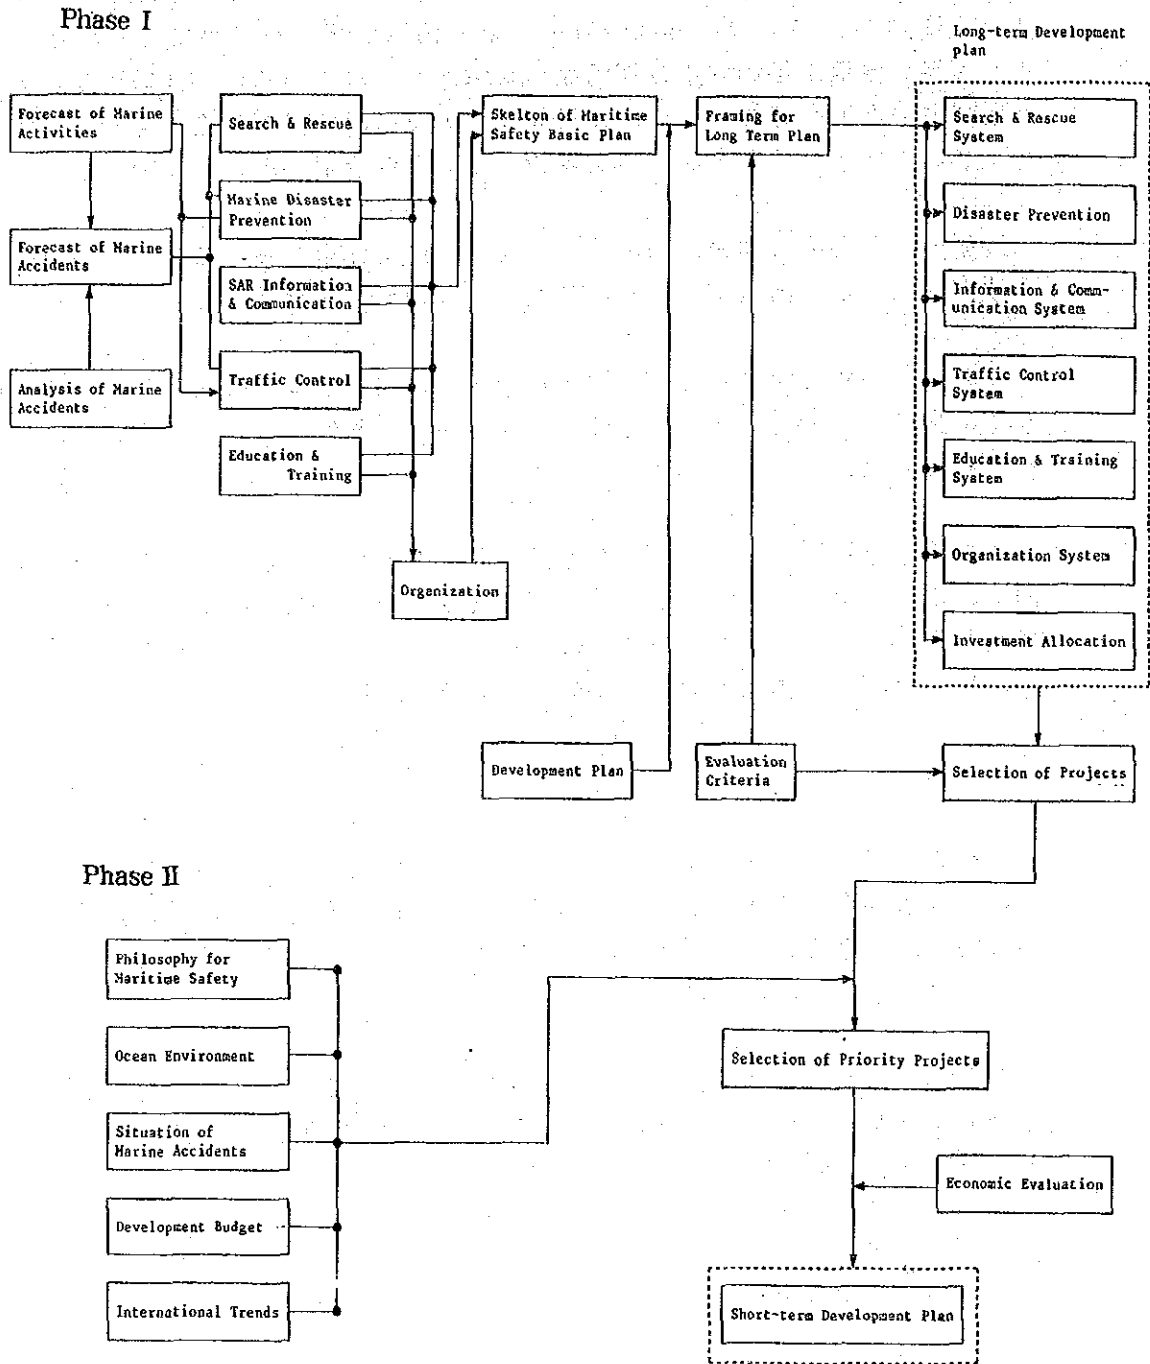 Phase I
Long-term Development
plan
Forecast of Marine
Activities
Search & Rescue
Skelton of Maritime
Safety Basic Plan
Framing for
Long Term Plan
Search & Rescue
System
Marine Disaster
Prevention
Disaster Prevention
Forecast of Marine
Accidents
SAR Information
& Communication
Information & Comm-
unication System
Analysis of Marine
Accidents
Traffic Control
Traffic Control
System
Education &
Training
Education & Training
System
Organization
Organization System
Investment Allocation
Development Plan
Evaluation
Criteria
Selection of Projects
Phase II
Philosophy for
Maritime Safety
Ocean Environment
Selection of Priority Projects
Situation of
Marine Accidents
Economic Evaluation
Development Budget
International Trends
Short-term Development Plan